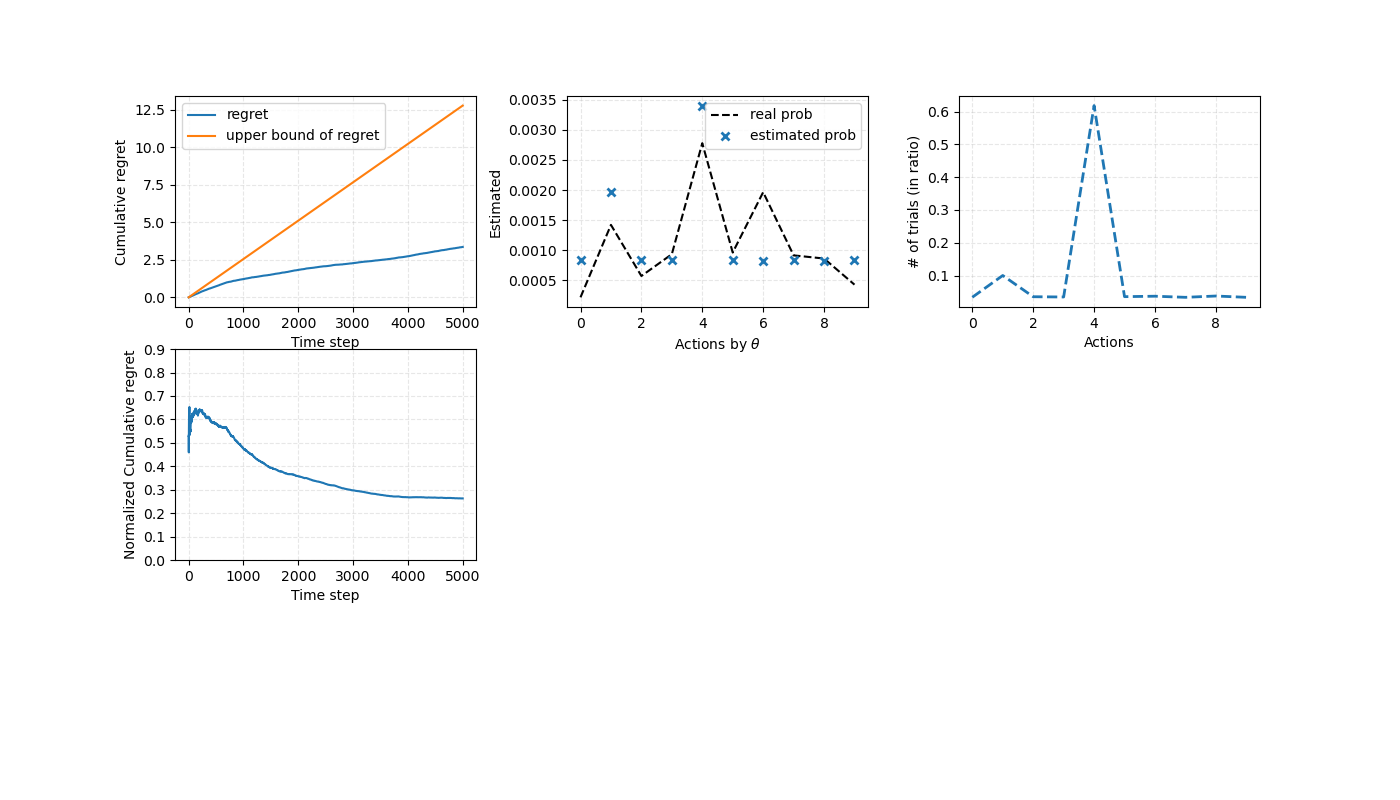 12.5
10.0
7.5
5.0
2.5
0.0
Cumulative regret
regret
upper bound of regret
0 1000 2000 3000 4000 5000
Time step
0.0035
0.0030
0.0025
0.0020
0.0015
0.0010
0.0005
Estimated
real prob
estimated prob
0 2 4 6 8
Actions by θ
0.6
0.5
0.4
0.3
0.2
0.1
# of trials (in ratio)
0 2 4 6 8
Actions
0.9
0.8
0.7
0.6
0.5
0.4
0.3
0.2
0.1
0.0
Normalized Cumulative regret
0 1000 2000 3000 4000 5000
Time step